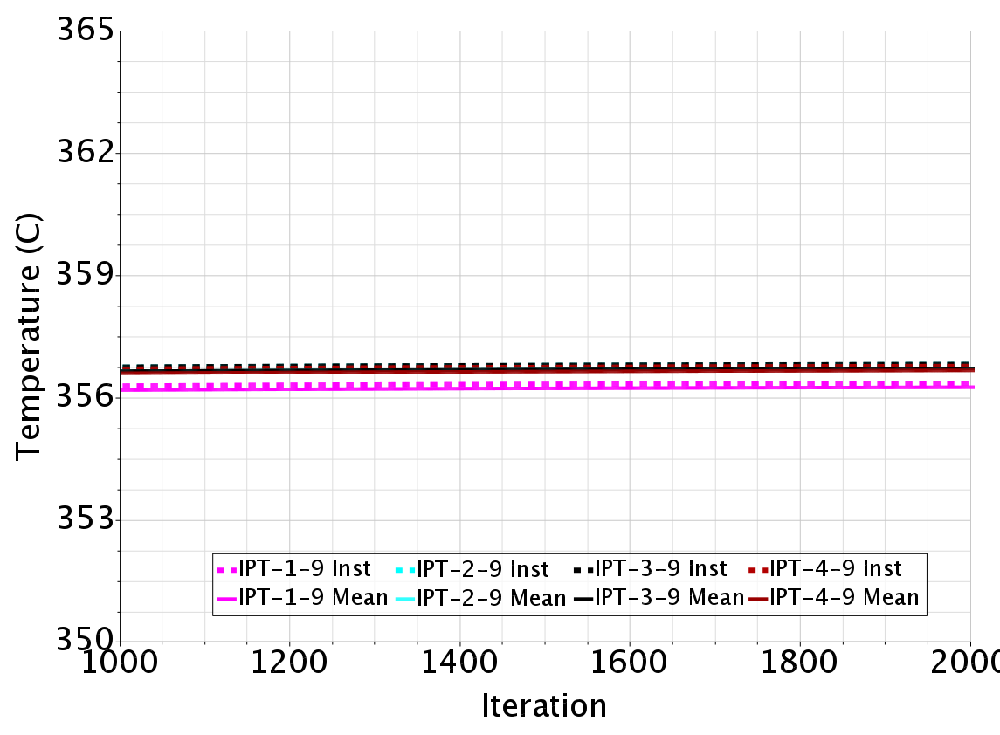 365
362
359
356
353
350
Temperature (C)
IPT-1-9 Inst IPT-2-9 Inst IPT-3-9 Inst IPT-4-9 Inst
IPT-1-9 Mean IPT-2-9 Mean IPT-3-9 Mean IPT-4-9 Mean
1000 1200 1400 1600 1800 2000
Iteration